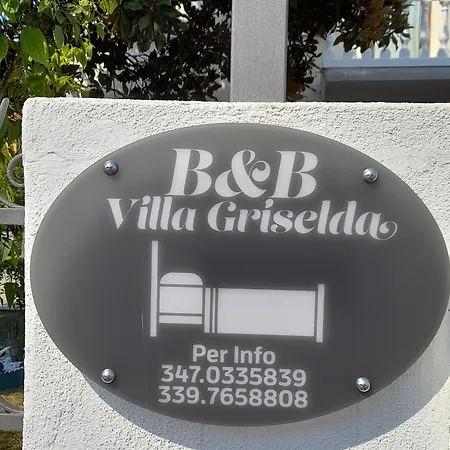 B&B
Villa Griselda
Per Info
347.0335839
339.7658808